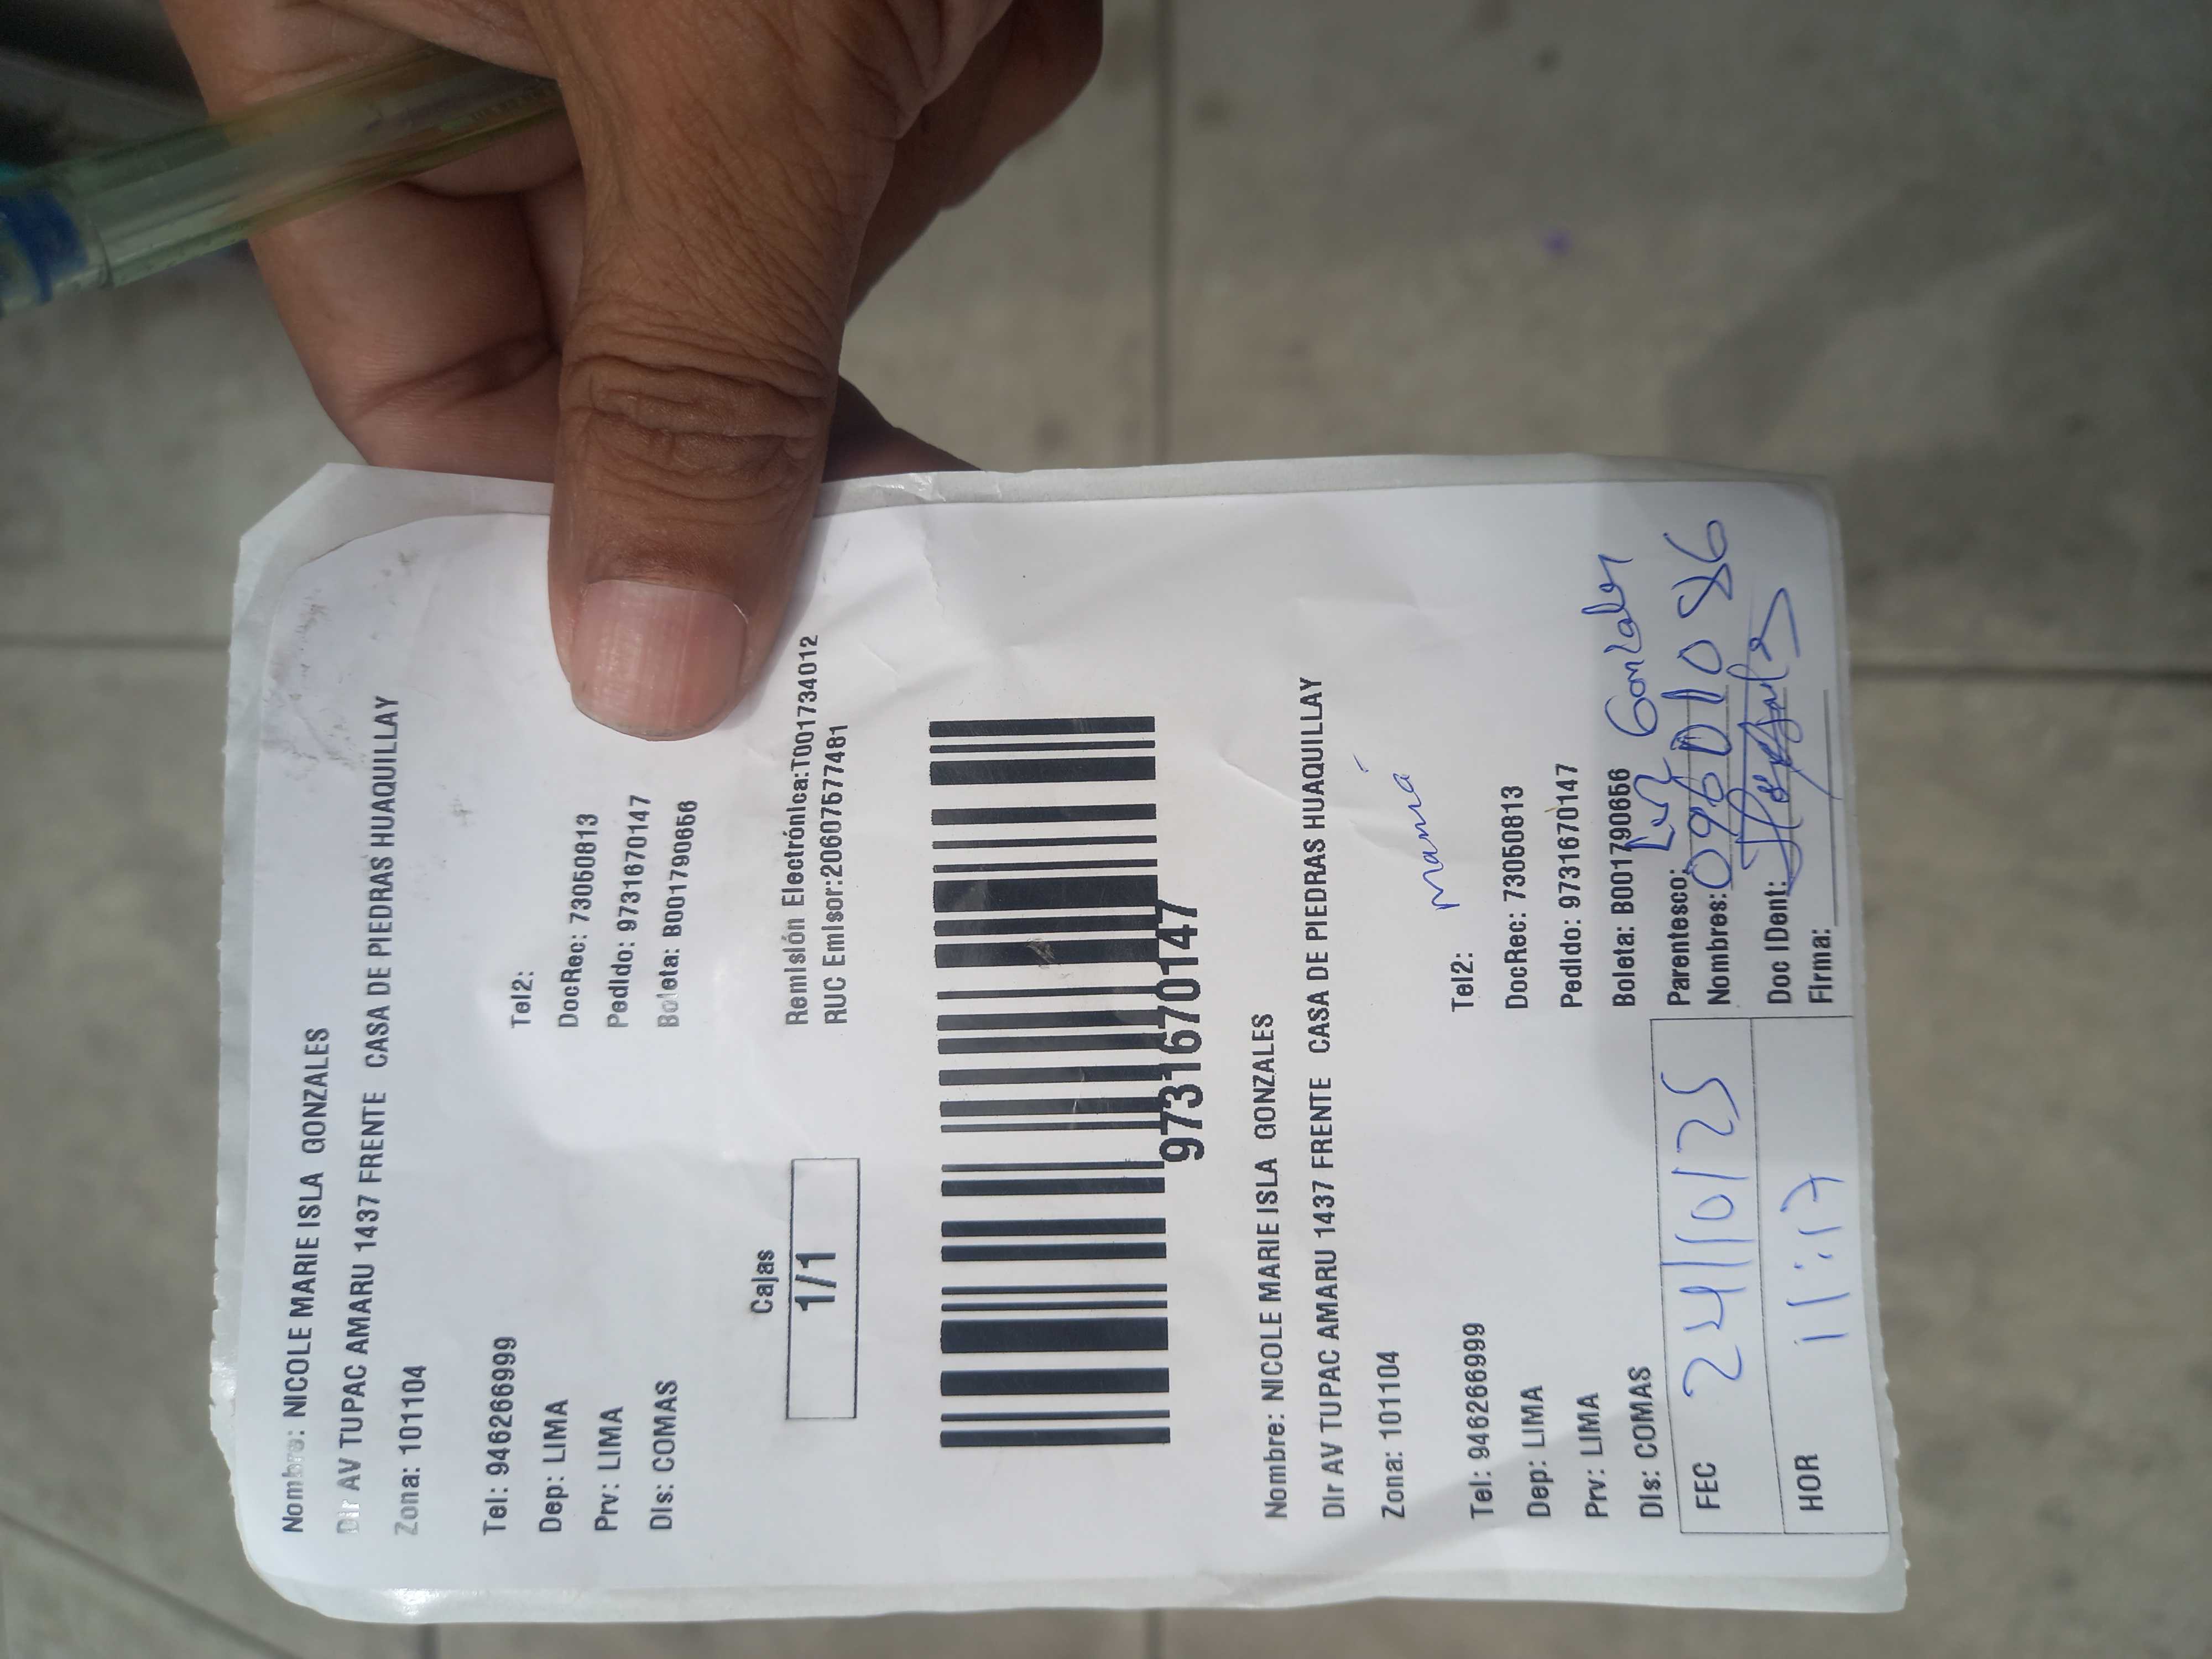 Nombre: NICOLE MARIE ISLA GONZALES
Dir AV TUPAC AMARU 1437 FRENTE CASA DE PIEDRAS HUAQUILLAY
Zona: 101104
Tel: 946266999 Tel2:
Dep: LIMA DocRec: 73050813
Prv: LIMA Pedido: 9731670147
Dis: COMAS Boleta: B001790656
Cajas
1/1
Remisión Electrónica:T001734012
RUC Emisor:20607577481
9731670147
Nombre: NICOLE MARIE ISLA GONZALES
Dir AV TUPAC AMARU 1437 FRENTE CASA DE PIEDRAS HUAQUILLAY
Zona: 101104
mamá
Tel: 946266999 Tel2:
Dep: LIMA DocRec: 73050813
Prv: LIMA Pedido: 9731670147
Dis: COMAS Boleta: B001790656
Gonzales
FEC 24/10/25 Parentesco:
Nombres:
HOR 11:17 Doc IDent:
Firma: